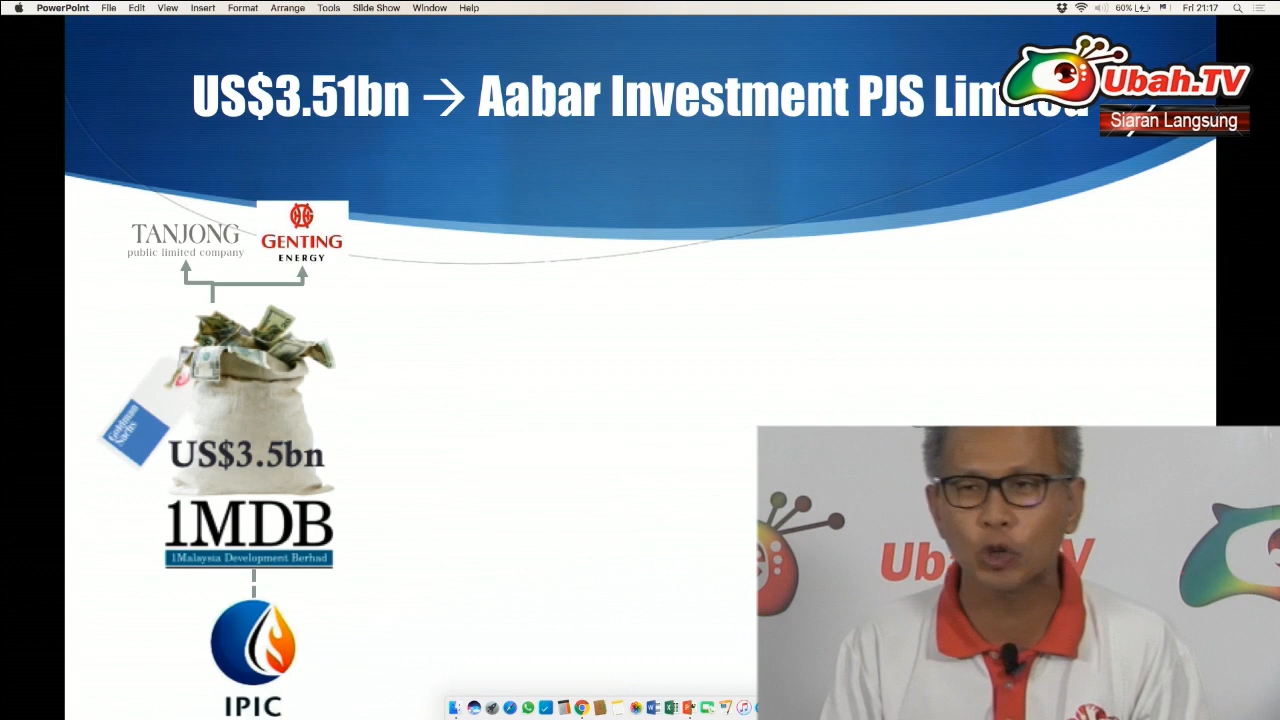 PowerPoint File Edit View Insert Format Arrange Tools Slide Show Window Help 60% Fri 21:17
US$3.51bn → Aabar Investment PJS Limited
Ubah.TV
Siaran Langsung
TANJONG
public limited company
GENTING
ENERGY
Goldman
Sachs
US$3.5bn
1MDB
1Malaysia Development Berhad
IPIC